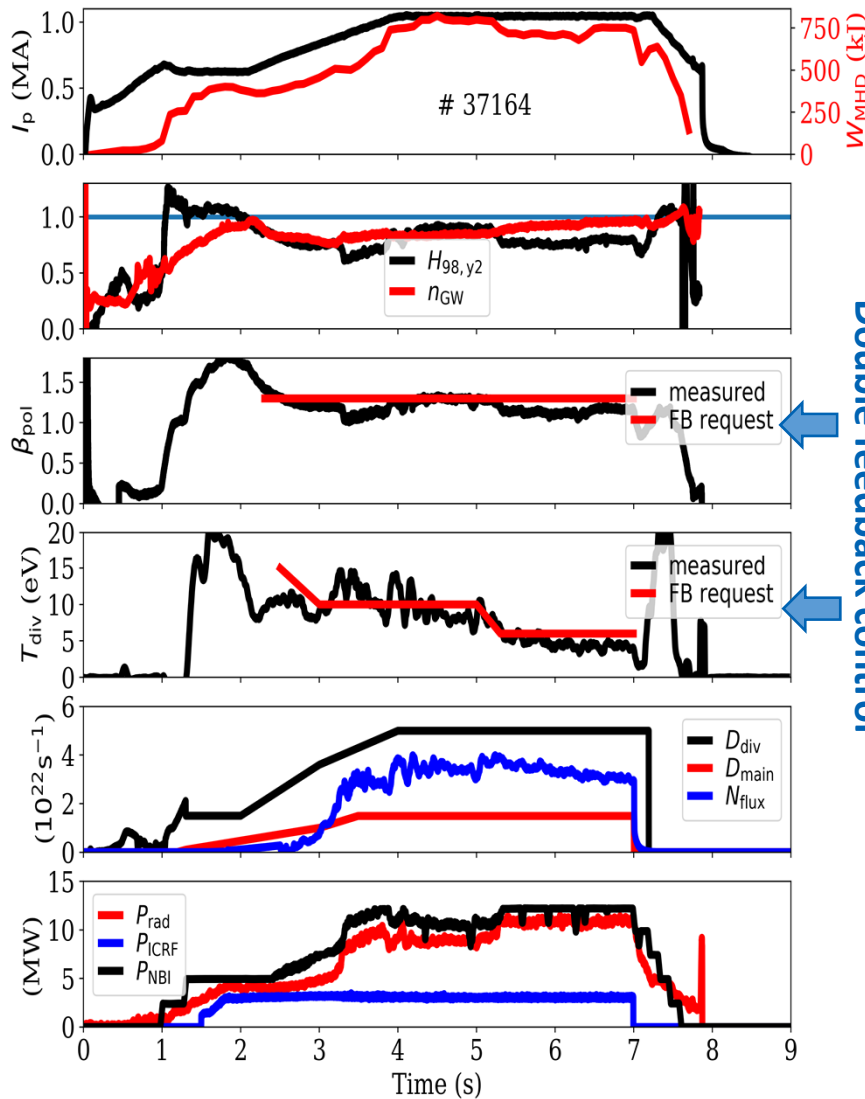 I_p (MA)
1.0
0.5
0.0
# 37164
750
500
250
0
W_MHD (kJ)
1.0
0.5
0.0
H_98,y2
n_GW
β_pol
1.5
1.0
0.5
0.0
measured
FB request
T_div (eV)
20
15
10
5
0
measured
FB request
Double feedback control
(10^22 s^−1)
6
4
2
0
D_div
D_main
N_flux
(MW)
15
10
5
0
P_rad
P_ICRF
P_NBI
0 1 2 3 4 5 6 7 8 9
Time (s)